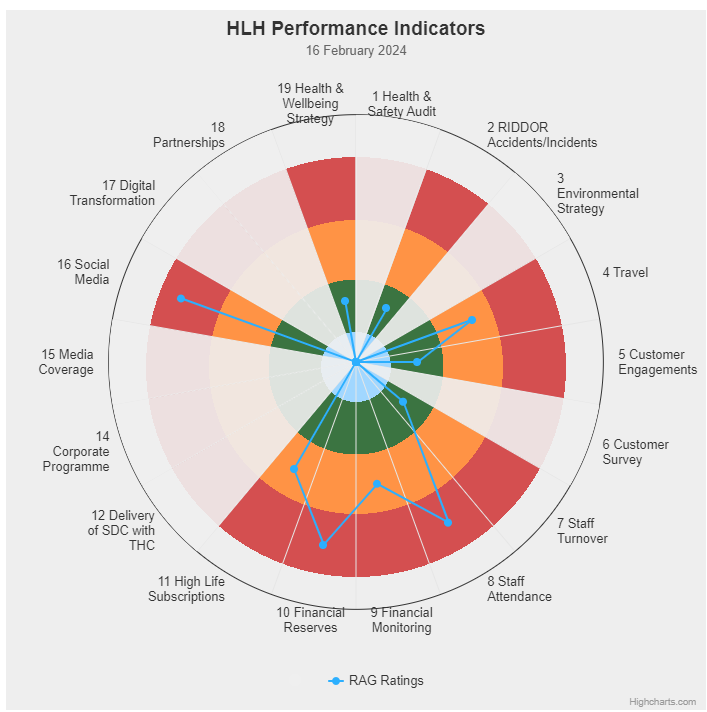 HLH Performance Indicators
16 February 2024
19 Health &
Wellbeing
Strategy
1 Health &
Safety Audit
2 RIDDOR
Accidents/Incidents
3
Environmental
Strategy
4 Travel
5 Customer
Engagements
6 Customer
Survey
7 Staff
Turnover
8 Staff
Attendance
9 Financial
Monitoring
10 Financial
Reserves
11 High Life
Subscriptions
12 Delivery
of SDC with
THC
14
Corporate
Programme
15 Media
Coverage
16 Social
Media
17 Digital
Transformation
18
Partnerships
RAG Ratings
Highcharts.com